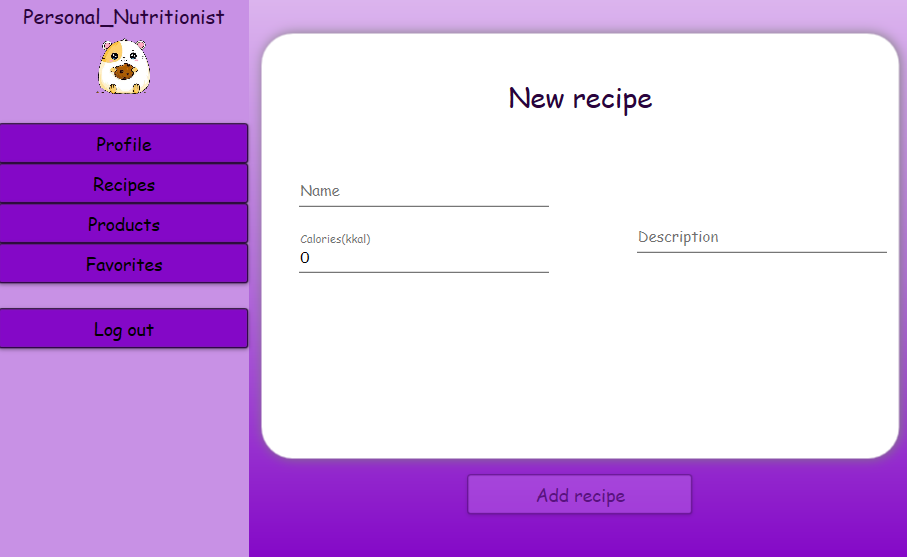 Personal_Nutritionist
Profile
Recipes
Products
Favorites
Log out
New recipe
Name
Calories(kkal)
0
Description
Add recipe